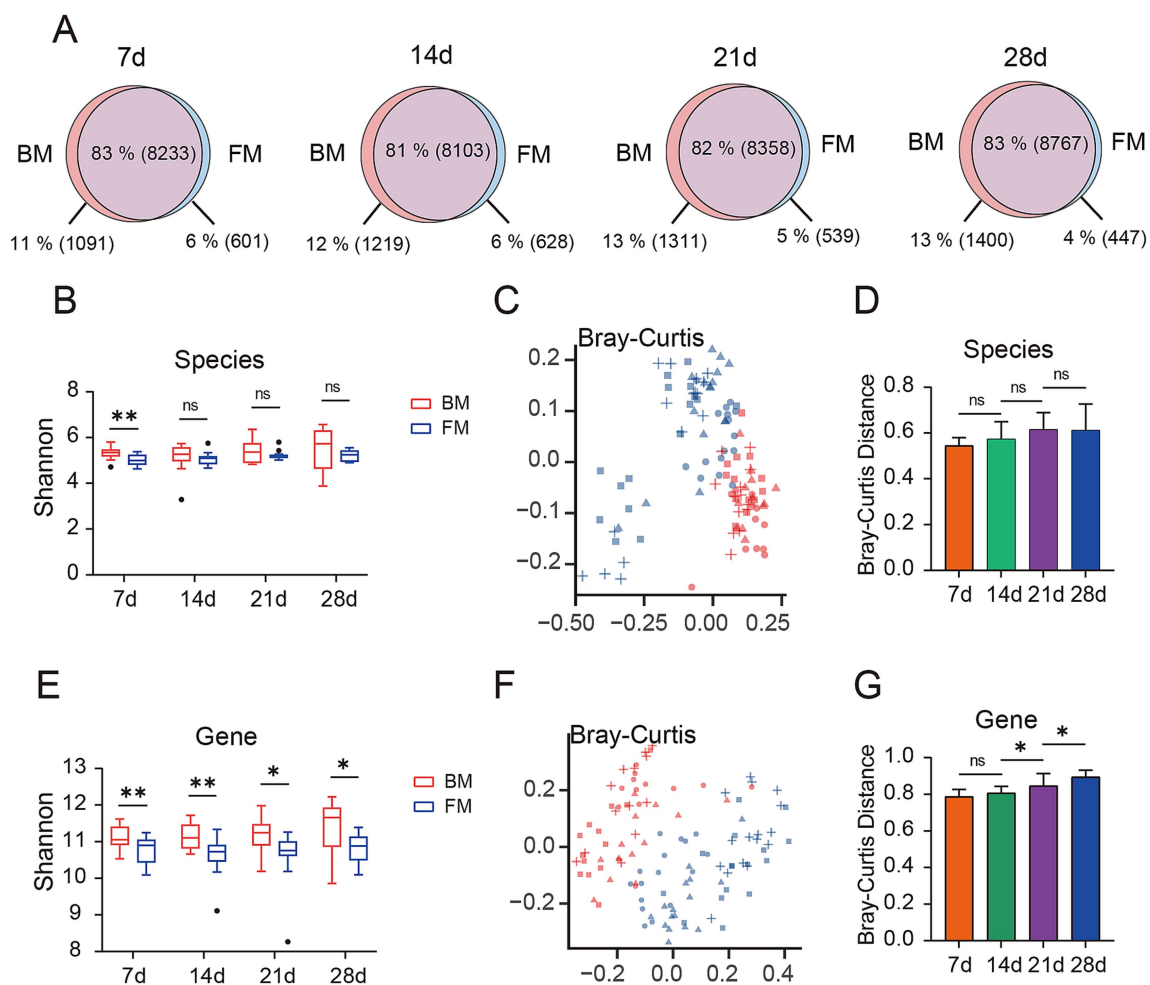 A
7d
14d
21d
28d
BM
83 % (8233)
FM
BM
81 % (8103)
FM
BM
82 % (8358)
FM
BM
83 % (8767)
FM
11 % (1091)
6 % (601)
12 % (1219)
6 % (628)
13 % (1311)
5 % (539)
13 % (1400)
4 % (447)
B
Species
Shannon
8
6
4
2
0
**
ns
ns
ns
7d
14d
21d
28d
BM
FM
C
Bray-Curtis
0.2
0.1
0.0
−0.1
−0.2
−0.50
−0.25
0.00
0.25
D
Species
Bray-Curtis Distance
0.8
0.6
0.4
0.2
0.0
ns
ns
ns
7d
14d
21d
28d
E
Gene
Shannon
13
12
11
10
9
8
**
**
*
*
7d
14d
21d
28d
BM
FM
F
Bray-Curtis
0.2
0.0
−0.2
−0.2
0.0
0.2
0.4
G
Gene
Bray-Curtis Distance
1.0
0.8
0.6
0.4
0.2
0.0
ns
*
*
7d
14d
21d
28d